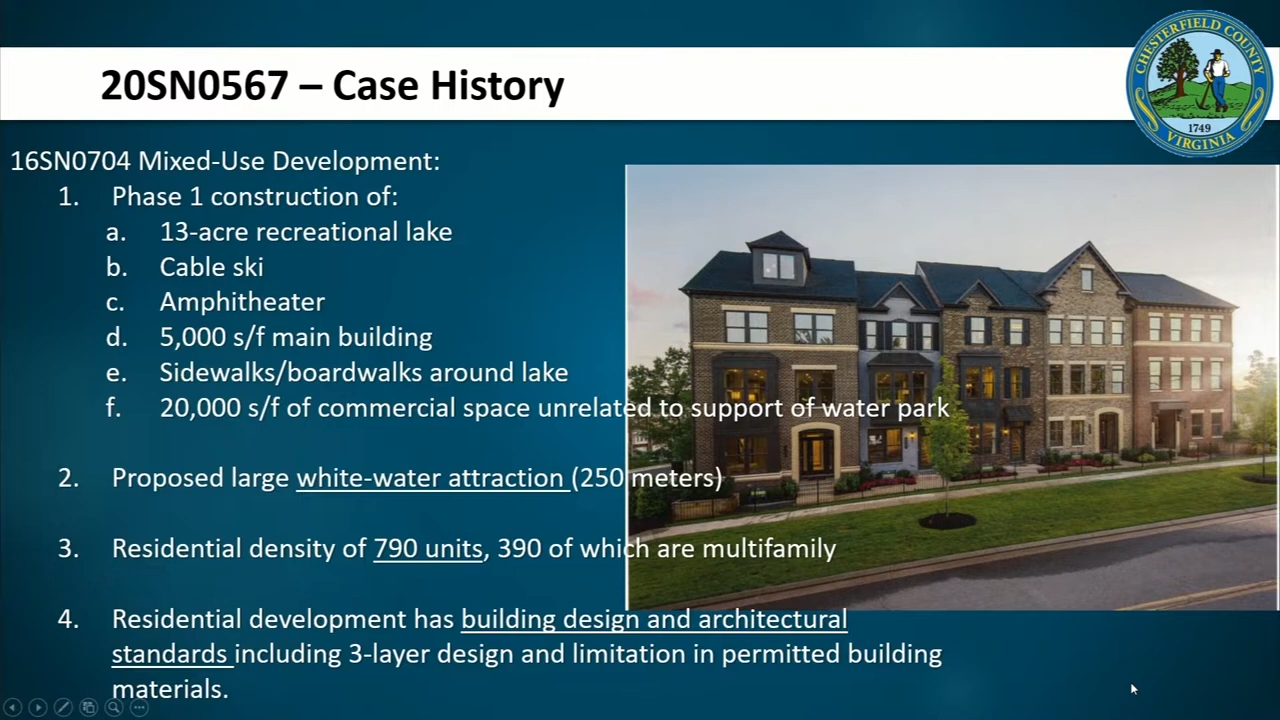 20SN0567 – Case History
CHESTERFIELD COUNTY
1749
VIRGINIA
16SN0704 Mixed-Use Development:
1. Phase 1 construction of:
a. 13-acre recreational lake
b. Cable ski
c. Amphitheater
d. 5,000 s/f main building
e. Sidewalks/boardwalks around lake
f. 20,000 s/f of commercial space unrelated to support of water park
2. Proposed large white-water attraction (250 meters)
3. Residential density of 790 units, 390 of which are multifamily
4. Residential development has building design and architectural
standards including 3-layer design and limitation in permitted building
materials.